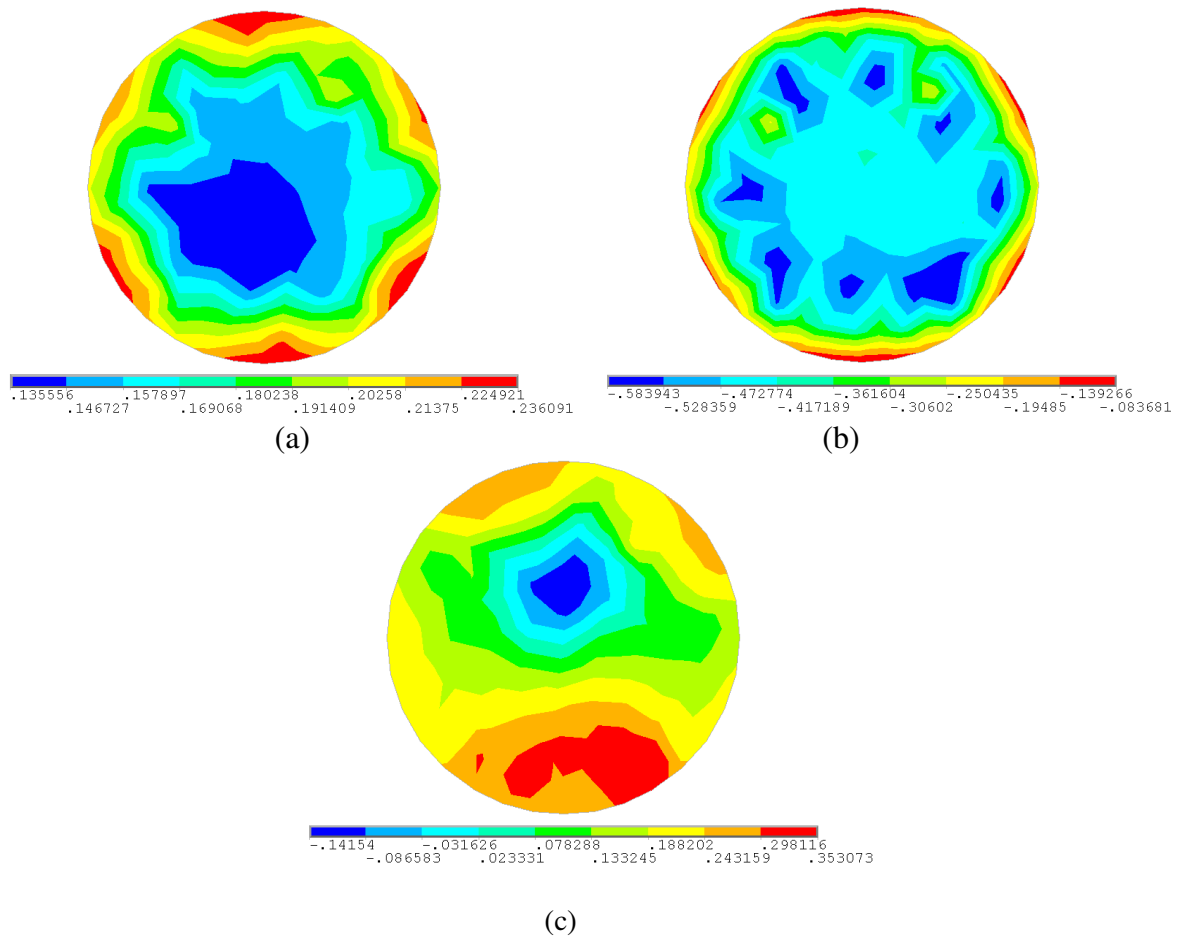 .135556 .157897 .180238 .20258 .224921
.146727 .169068 .191409 .21375 .236091
(a)
-.583943 -.472774 -.361604 -.250435 -.139266
-.528359 -.417189 -.30602 -.19485 -.083681
(b)
-.14154 -.031626 .078288 .188202 .298116
-.086583 .023331 .133245 .243159 .353073
(c)